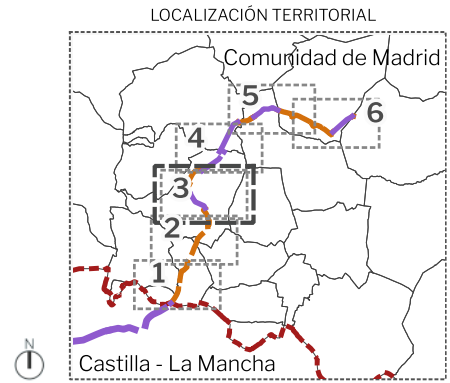 LOCALIZACIÓN TERRITORIAL
Comunidad de Madrid
5
6
4
3
2
1
N
Castilla - La Mancha